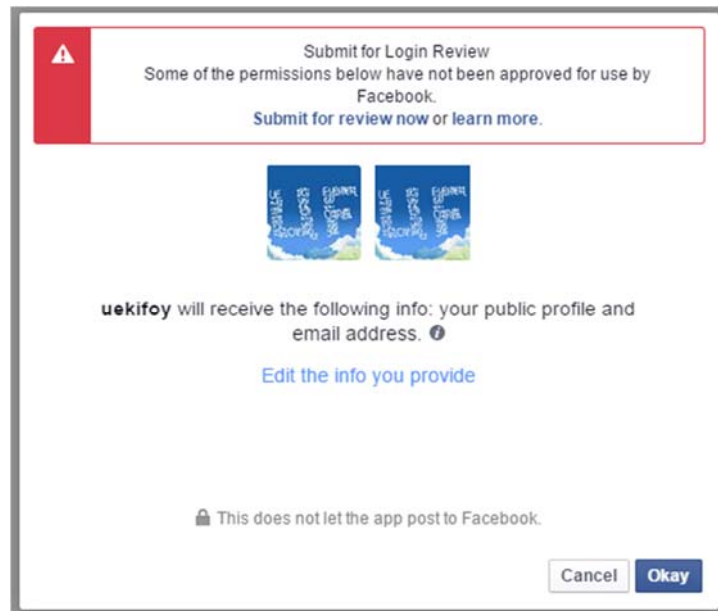 Submit for Login Review
Some of the permissions below have not been approved for use by
Facebook.
Submit for review now or learn more.
uekifoy will receive the following info: your public profile and
email address.
Edit the info you provide
This does not let the app post to Facebook.
Cancel Okay